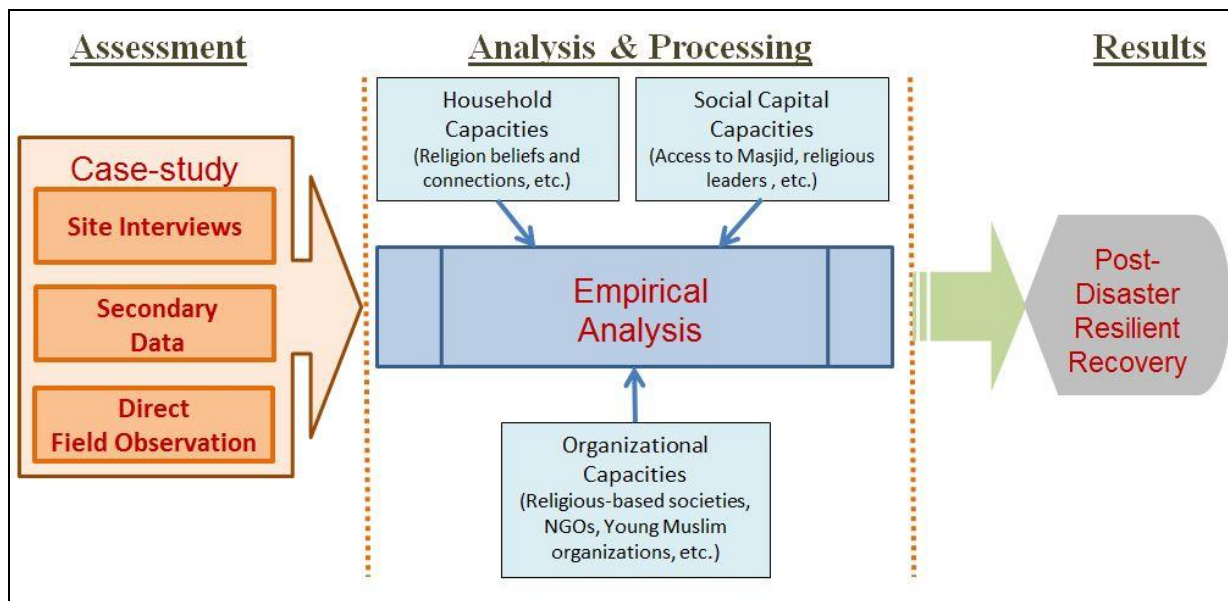 Assessment
Analysis & Processing
Results
Case-study
Site Interviews
Secondary
Data
Direct
Field Observation
Household
Capacities
(Religion beliefs and
connections, etc.)
Social Capital
Capacities
(Access to Masjid, religious
leaders , etc.)
Empirical
Analysis
Organizational
Capacities
(Religious-based societies,
NGOs, Young Muslim
organizations, etc.)
Post-
Disaster
Resilient
Recovery